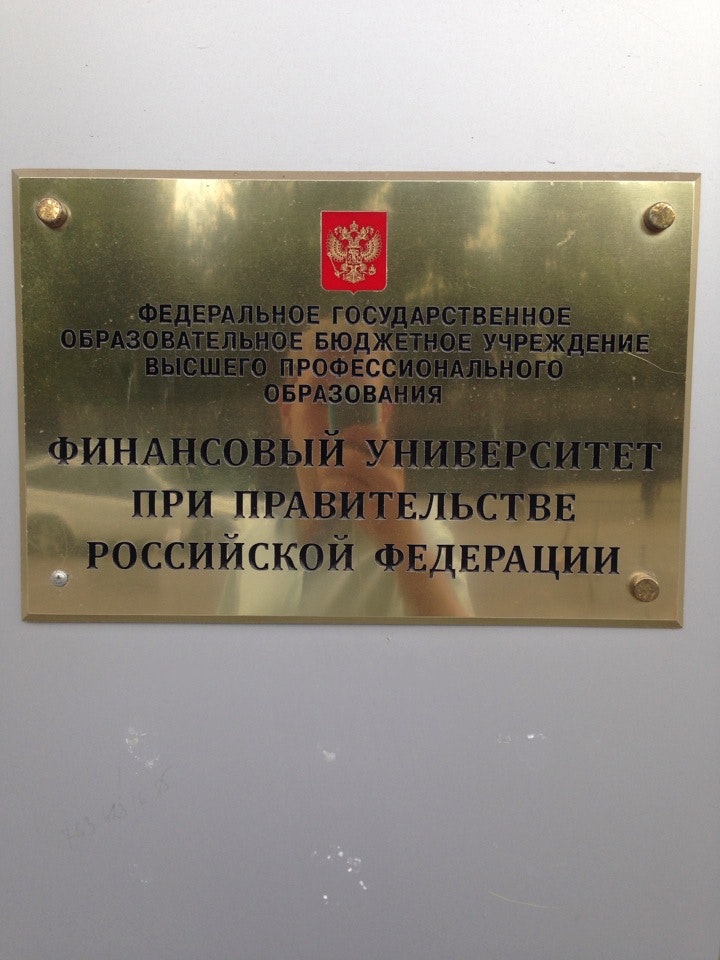 ФЕДЕРАЛЬНОЕ ГОСУДАРСТВЕННОЕ
ОБРАЗОВАТЕЛЬНОЕ БЮДЖЕТНОЕ УЧРЕЖДЕНИЕ
ВЫСШЕГО ПРОФЕССИОНАЛЬНОГО
ОБРАЗОВАНИЯ
ФИНАНСОВЫЙ УНИВЕРСИТЕТ
ПРИ ПРАВИТЕЛЬСТВЕ
РОССИЙСКОЙ ФЕДЕРАЦИИ